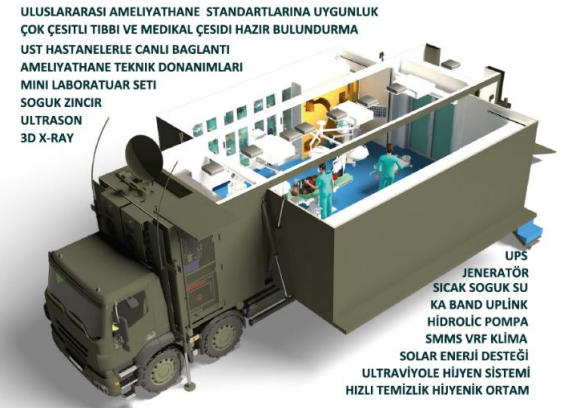 ULUSLARARASI AMELIYATHANE STANDARTLARINA UYGUNLUK
ÇOK ÇEŞITLI TIBBI VE MEDIKAL ÇEŞIDI HAZIR BULUNDURMA
UST HASTANELERLE CANLI BAGLANTI
AMELIYATHANE TEKNIK DONANIMLARI
MINI LABORATUAR SETI
SOGUK ZINCIR
ULTRASON
3D X-RAY
UPS
JENERATÖR
SICAK SOGUK SU
KA BAND UPLINK
HİDROLİC POMPA
SMMS VRF KLİMA
SOLAR ENERJİ DESTEĞİ
ULTRAVİYOLE HİJYEN SİSTEMİ
HIZLI TEMİZLİK HİJYENİK ORTAM